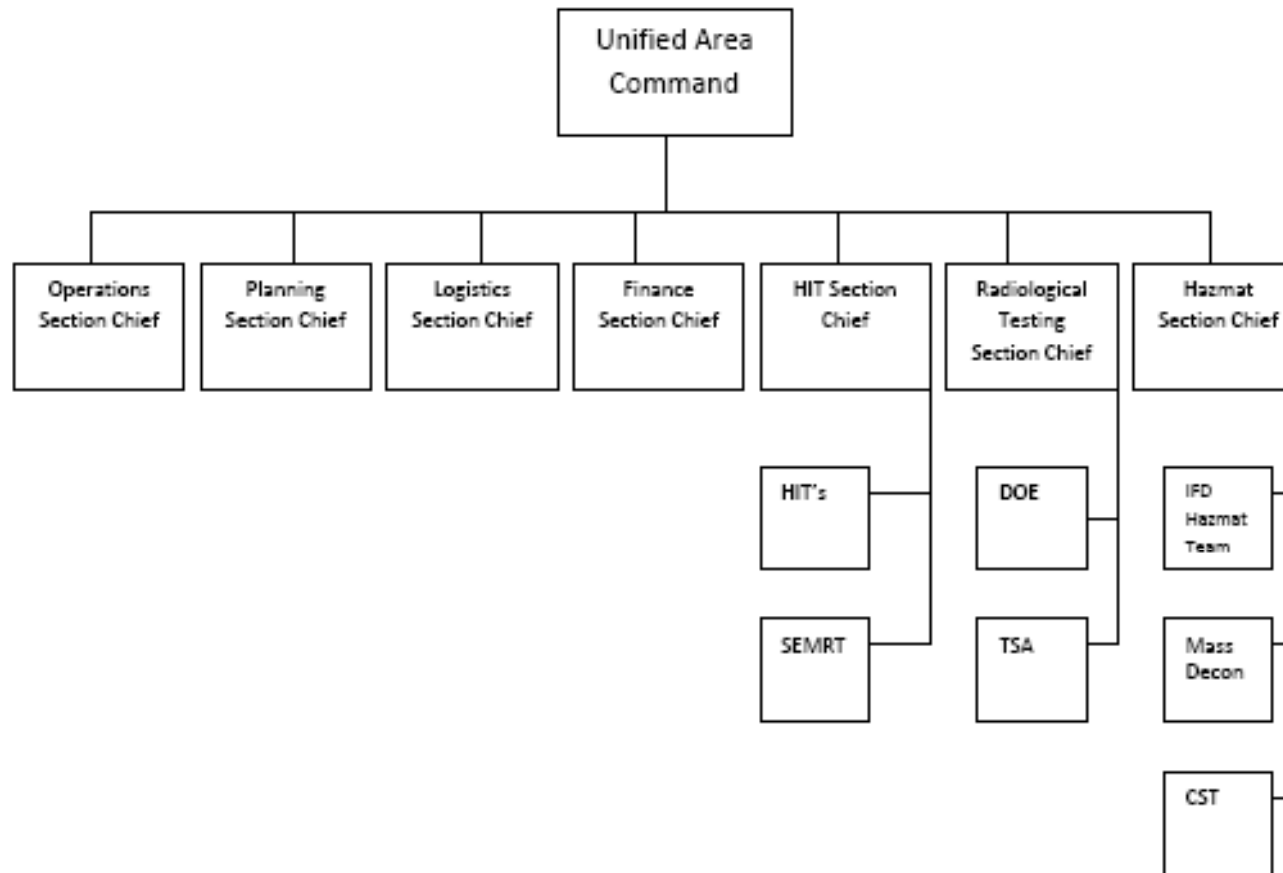 Unified Area
Command
Operations
Section Chief
Planning
Section Chief
Logistics
Section Chief
Finance
Section Chief
HIT Section
Chief
Radiological
Testing
Section Chief
Hazmat
Section Chief
HIT's
DOE
IFD
Hazmat
Team
SEMRT
TSA
Mass
Decon
CST